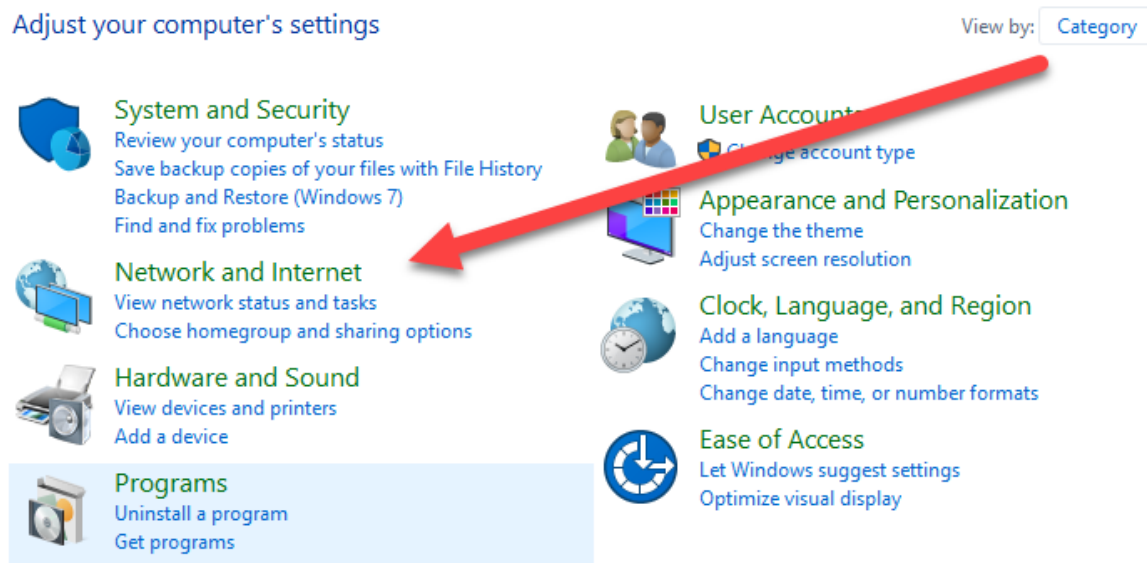 Adjust your computer's settings
View by: Category
System and Security
Review your computer's status
Save backup copies of your files with File History
Backup and Restore (Windows 7)
Find and fix problems
Network and Internet
View network status and tasks
Choose homegroup and sharing options
Hardware and Sound
View devices and printers
Add a device
Programs
Uninstall a program
Get programs
User Accounts
Change account type
Appearance and Personalization
Change the theme
Adjust screen resolution
Clock, Language, and Region
Add a language
Change input methods
Change date, time, or number formats
Ease of Access
Let Windows suggest settings
Optimize visual display